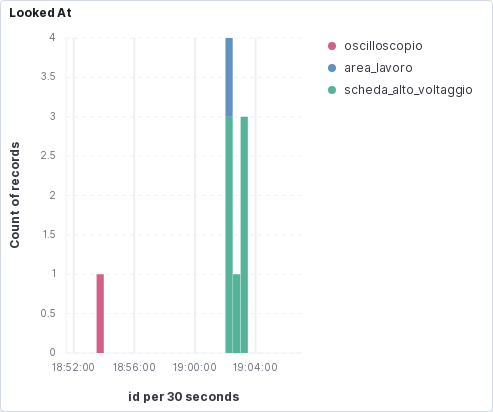 Looked At
4
3.5
3
2.5
2
1.5
1
0.5
0
Count of records
18:52:00 18:56:00 19:00:00 19:04:00
id per 30 seconds
oscilloscopio
area_lavoro
scheda_alto_voltaggio